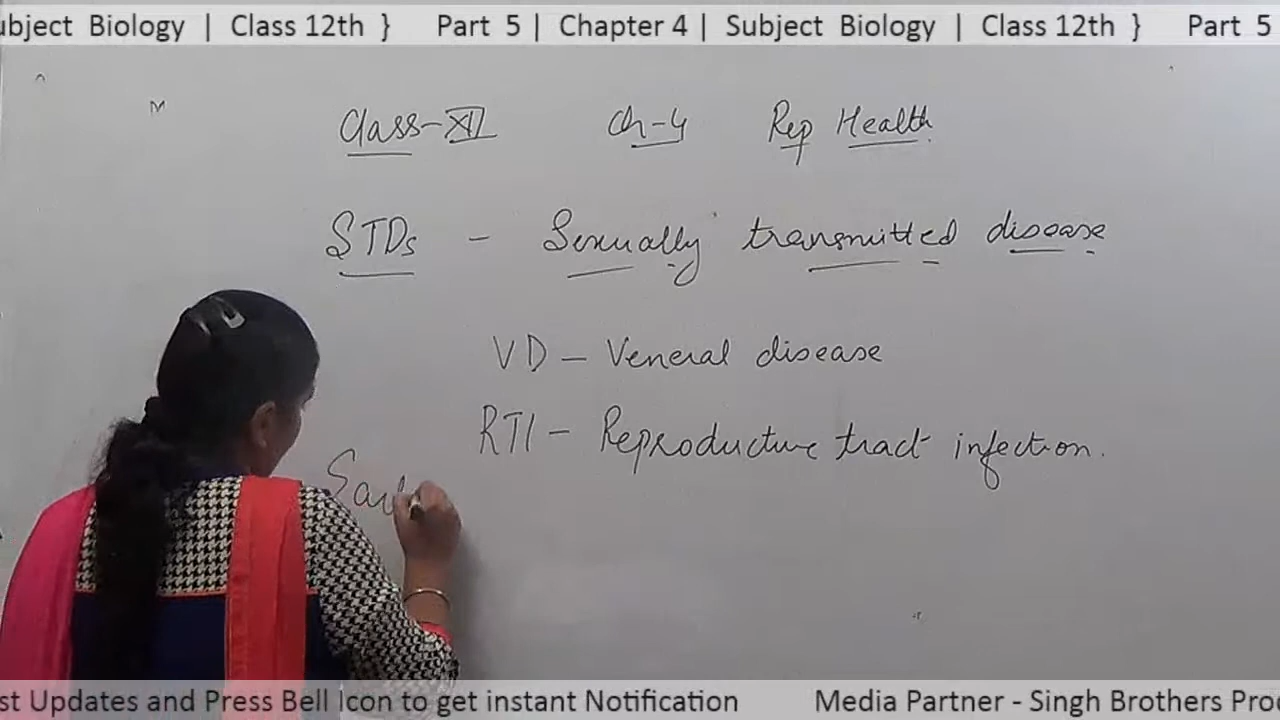 ubject Biology | Class 12th } Part 5 | Chapter 4 | Subject Biology | Class 12th } Part 5
Class-XII Ch-4 Rep Health
STDs - Sexually transmitted disease
VD - Veneral disease
RTI - Reproductive tract infection.
st Updates and Press Bell Icon to get instant Notification Media Partner - Singh Brothers Pro